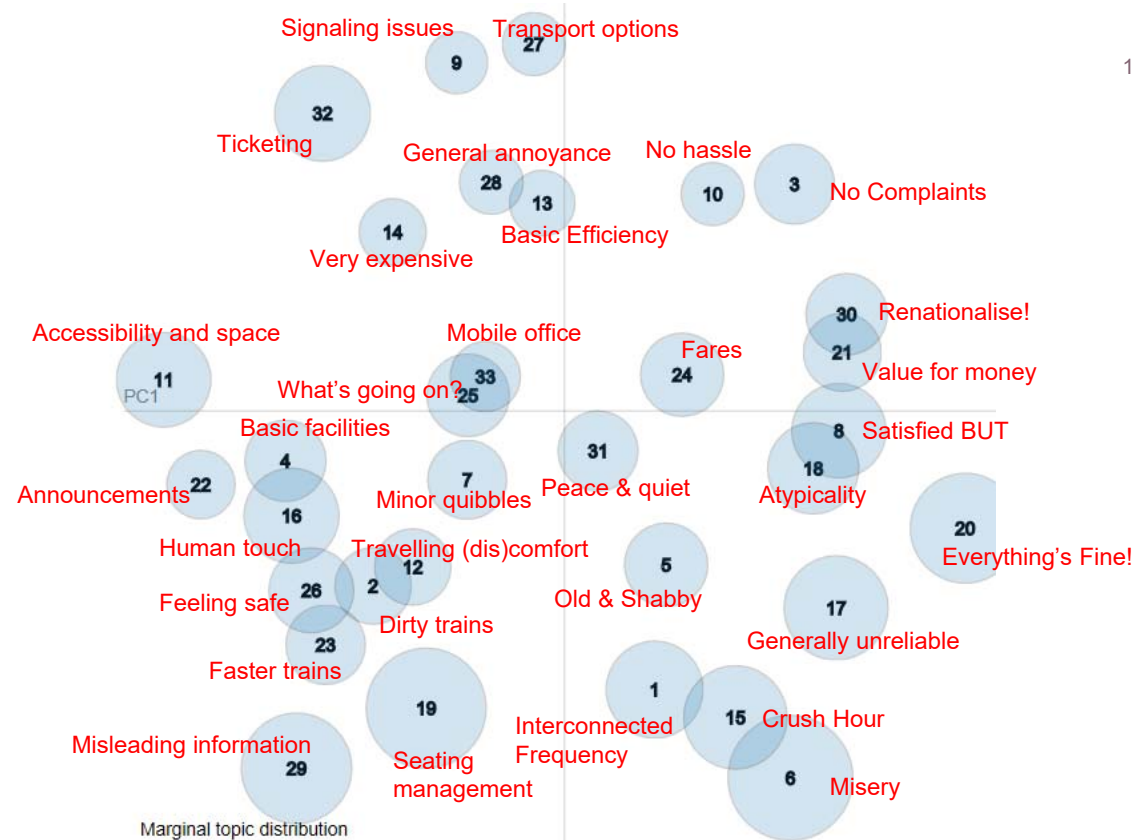 Signaling issues
Transport options
27
9
1
32
Ticketing
General annoyance
No hassle
28
10
3
No Complaints
13
Basic Efficiency
14
Very expensive
Accessibility and space
Mobile office
Renationalise!
30
Fares
21
11
33
24
What's going on?
25
Value for money
PC1
Basic facilities
8
Satisfied BUT
4
31
18
22
Announcements
7
Minor quibbles
Peace & quiet
Atypicality
16
20
Human touch
Travelling (dis)comfort
Everything's Fine!
12
5
26
2
Feeling safe
Old & Shabby
17
Dirty trains
Generally unreliable
23
Faster trains
1
19
15
Crush Hour
Interconnected
Frequency
Misleading information
29
Seating
management
6
Misery
Marginal topic distribution